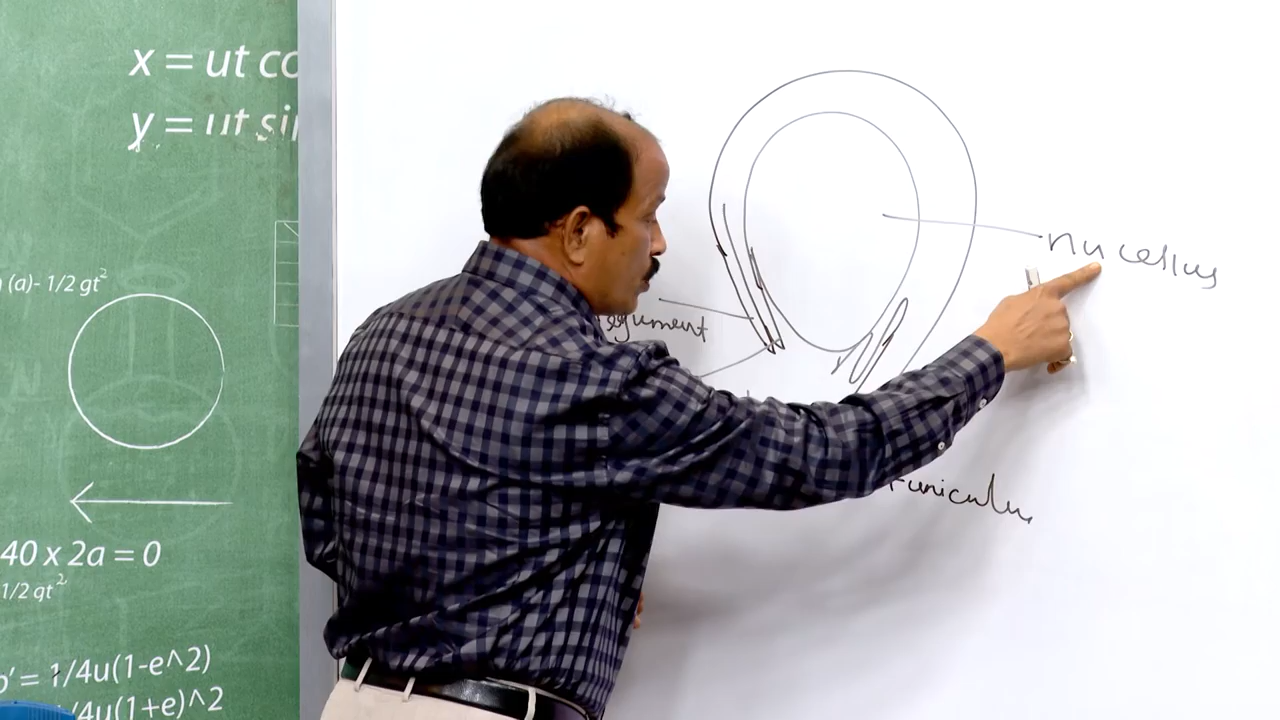 x = ut co
y = ut sin
(a)- 1/2 gt²
40 x 2a = 0
1/2 gt²
' = 1/4u(1-e^2)
/4u(1+e)^2
nucellus
egument
Funiculus